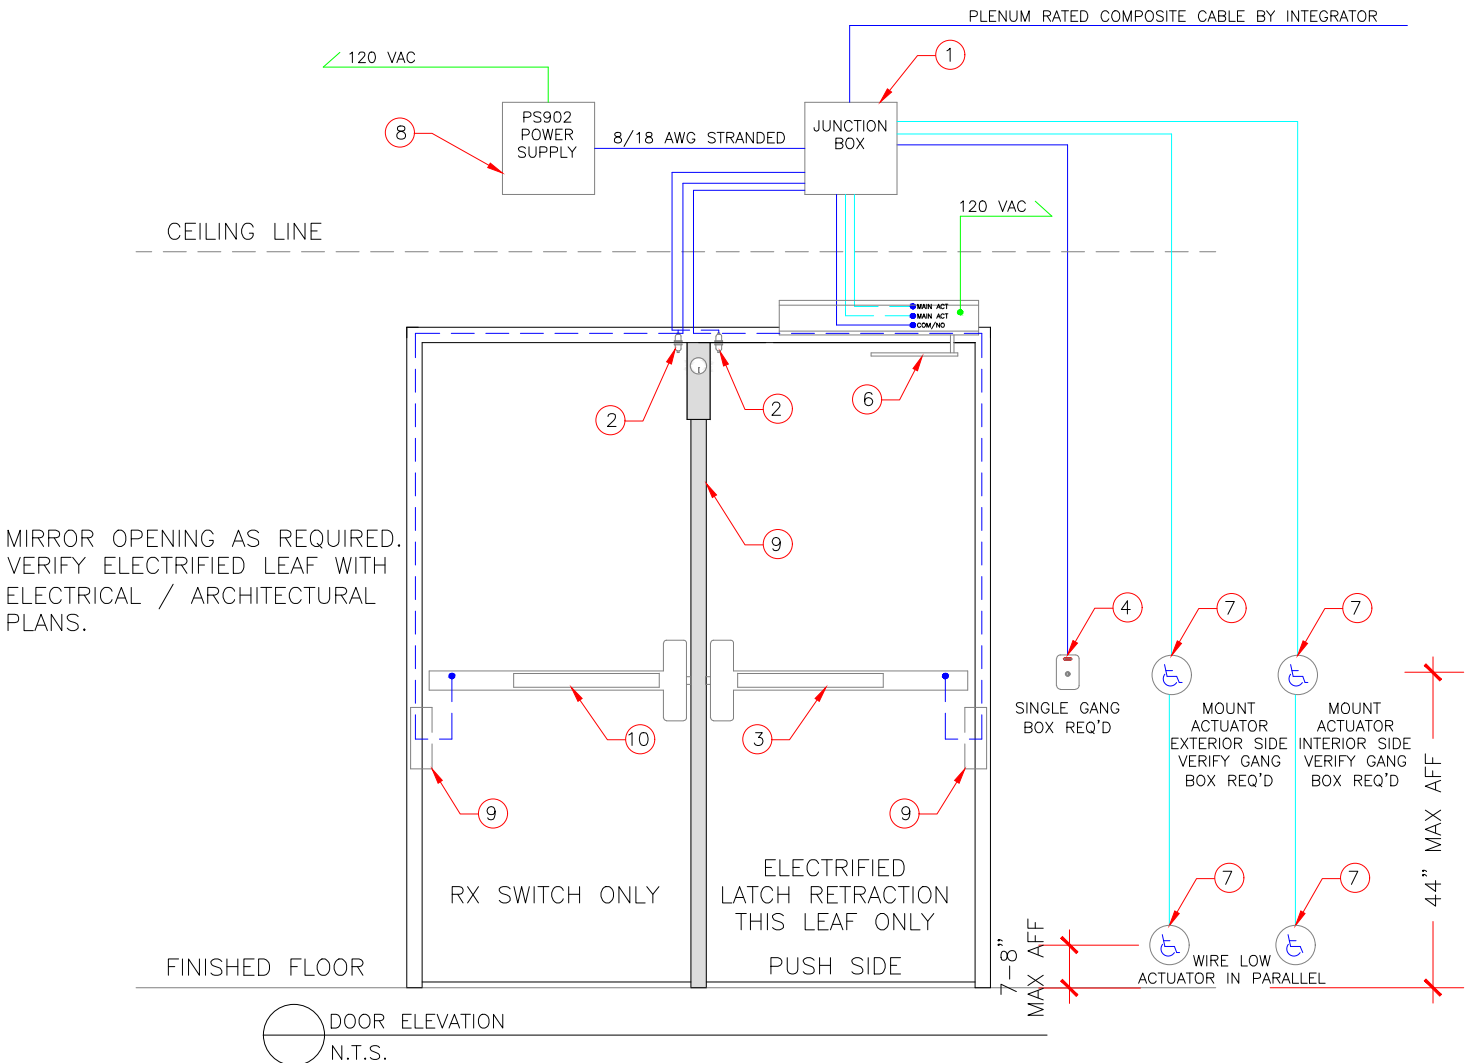 PLENUM RATED COMPOSITE CABLE BY INTEGRATOR
120 VAC
1
PS902
POWER
SUPPLY
8
8/18 AWG STRANDED
JUNCTION
BOX
120 VAC
CEILING LINE
MAIN ACT
MAIN ACT
COM/NO
2
2
6
9
MIRROR OPENING AS REQUIRED.
VERIFY ELECTRIFIED LEAF WITH
ELECTRICAL / ARCHITECTURAL
PLANS.
4
7
7
10
3
SINGLE GANG
BOX REQ'D
MOUNT
ACTUATOR
EXTERIOR SIDE
VERIFY GANG
BOX REQ'D
MOUNT
ACTUATOR
INTERIOR SIDE
VERIFY GANG
BOX REQ'D
9
9
44" MAX AFF
RX SWITCH ONLY
ELECTRIFIED
LATCH RETRACTION
THIS LEAF ONLY
7
7
PUSH SIDE
FINISHED FLOOR
7-8"
MAX AFF
WIRE LOW
ACTUATOR IN PARALLEL
DOOR ELEVATION
N.T.S.